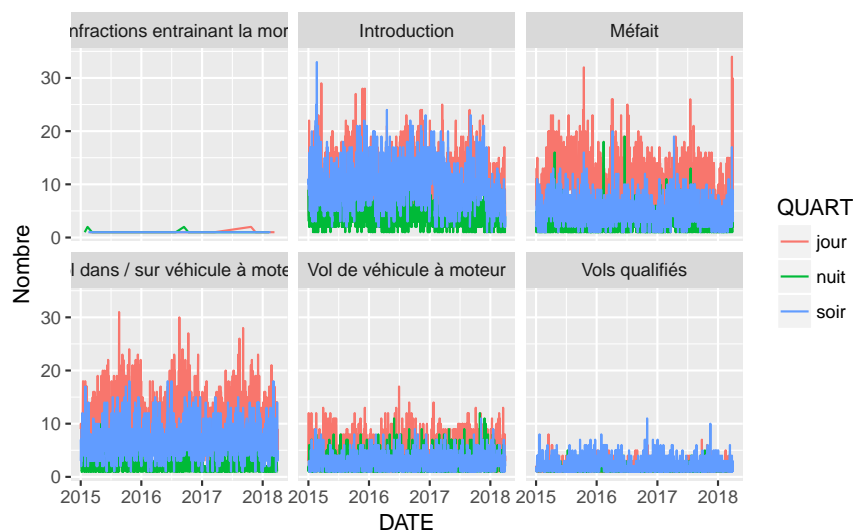 nfractions entrainant la mor
Introduction
Méfait
30
20
10
0
l dans / sur véhicule à mote
Vol de véhicule à moteur
Vols qualifiés
30
20
10
0
2015 2016 2017 2018
2015 2016 2017 2018
2015 2016 2017 2018
DATE
Nombre
QUART
jour
nuit
soir